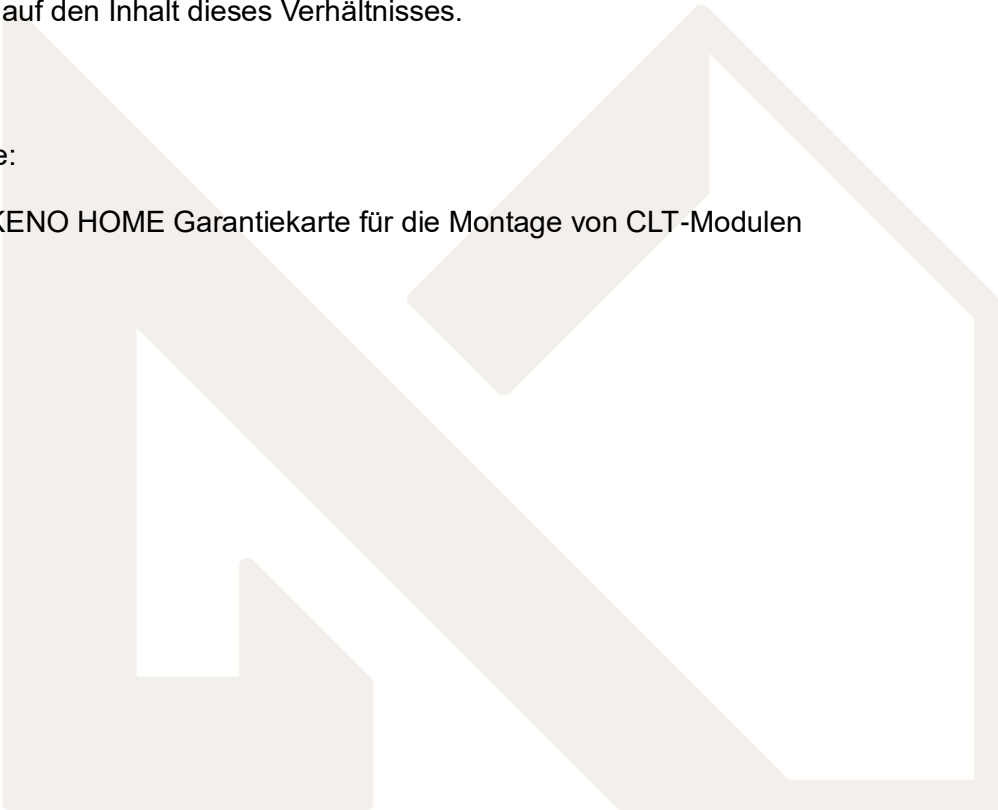 auf den Inhalt dieses Verhältnisses.
e:
KENO HOME Garantiekarte für die Montage von CLT-Modulen